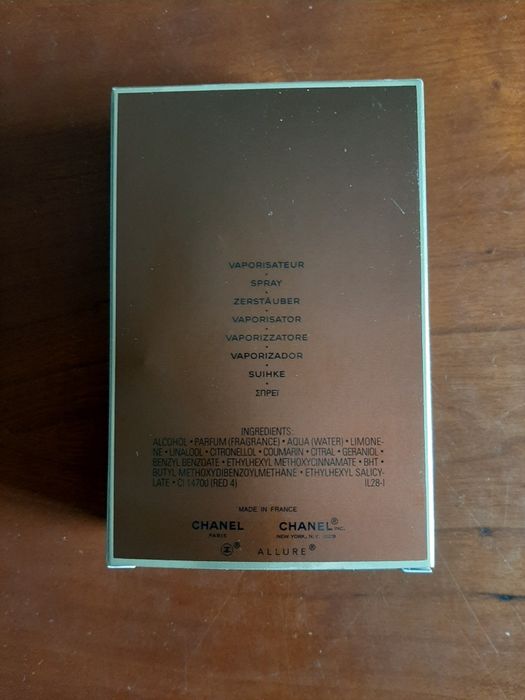 VAPORISATEUR
•
SPRAY
•
ZERSTÄUBER
•
VAPORISATOR
•
VAPORIZZATORE
•
VAPORIZADOR
•
SUIHKE
•
ΣΠΡΕΪ
INGREDIENTS:
ALCOHOL • PARFUM (FRAGRANCE) • AQUA (WATER) • LIMONE-
NE • LINALOOL • CITRONELLOL • COUMARIN • CITRAL • GERANIOL •
BENZYL BENZOATE • ETHYLHEXYL METHOXYCINNAMATE • BHT •
BUTYL METHOXYDIBENZOYLMETHANE • ETHYLHEXYL SALICY-
LATE • CI 14700 (RED 4) IL28-I
MADE IN FRANCE
CHANEL CHANEL® INC.
PARIS NEW YORK, N.Y.
® ALLURE®